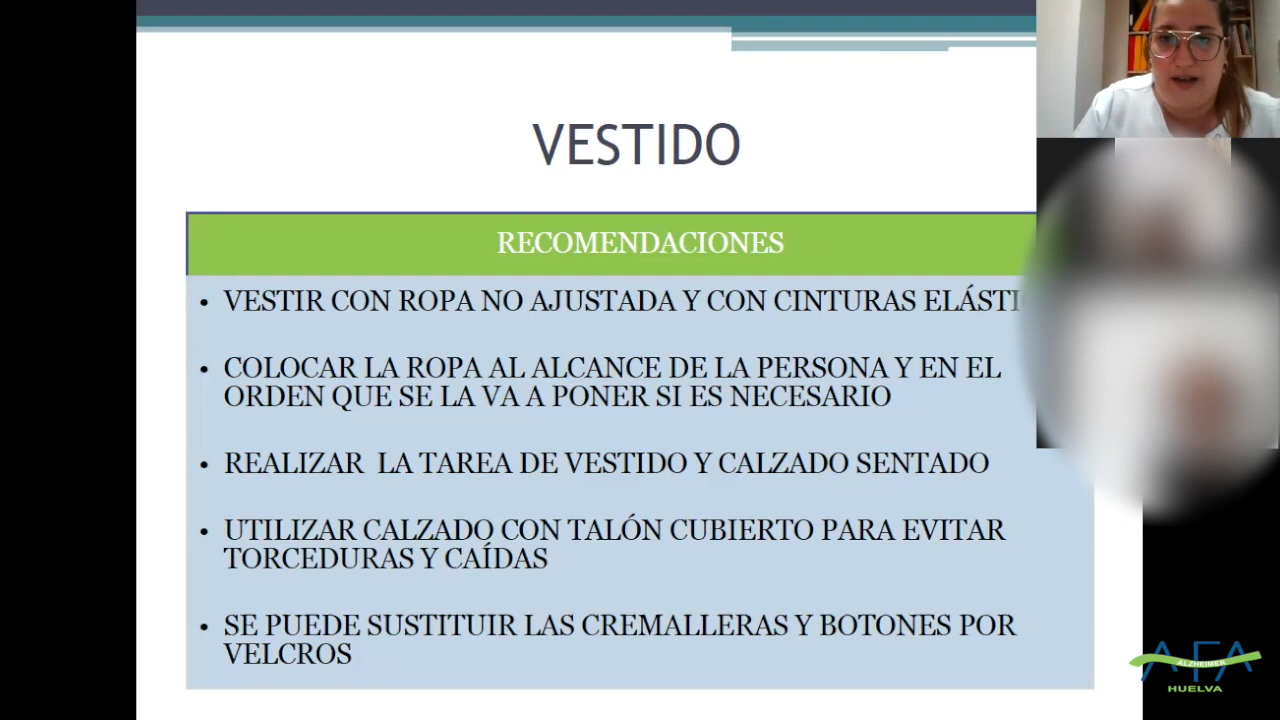 VESTIDO
RECOMENDACIONES
• VESTIR CON ROPA NO AJUSTADA Y CON CINTURAS
• COLOCAR LA ROPA AL ALCANCE DE LA PERSONA Y EN EL
ORDEN QUE SE LA VA A PONER SI ES NECESARIO
• REALIZAR LA TAREA DE VESTIDO Y CALZADO SENTADO
• UTILIZAR CALZADO CON TALÓN CUBIERTO PARA EVITAR
TORCEDURAS Y CAÍDAS
• SE PUEDE SUSTITUIR LAS CREMALLERAS Y BOTONES POR
VELCROS
AFA
ALZHEIMER
HUELVA